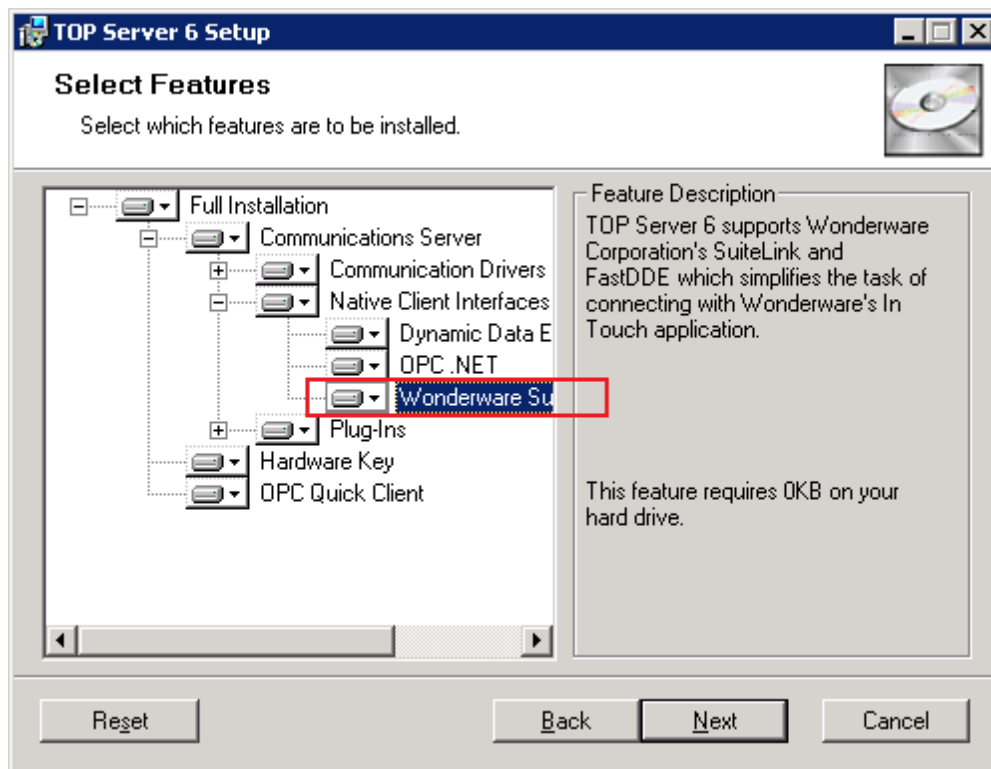 TOP Server 6 Setup
Select Features
Select which features are to be installed.
Full Installation
Communications Server
Communication Drivers
Native Client Interfaces
Dynamic Data E
OPC .NET
Wonderware Su
Plug-Ins
Hardware Key
OPC Quick Client
Feature Description
TOP Server 6 supports Wonderware
Corporation's SuiteLink and
FastDDE which simplifies the task of
connecting with Wonderware's In
Touch application.
This feature requires 0KB on your
hard drive.
Reset
Back
Next
Cancel